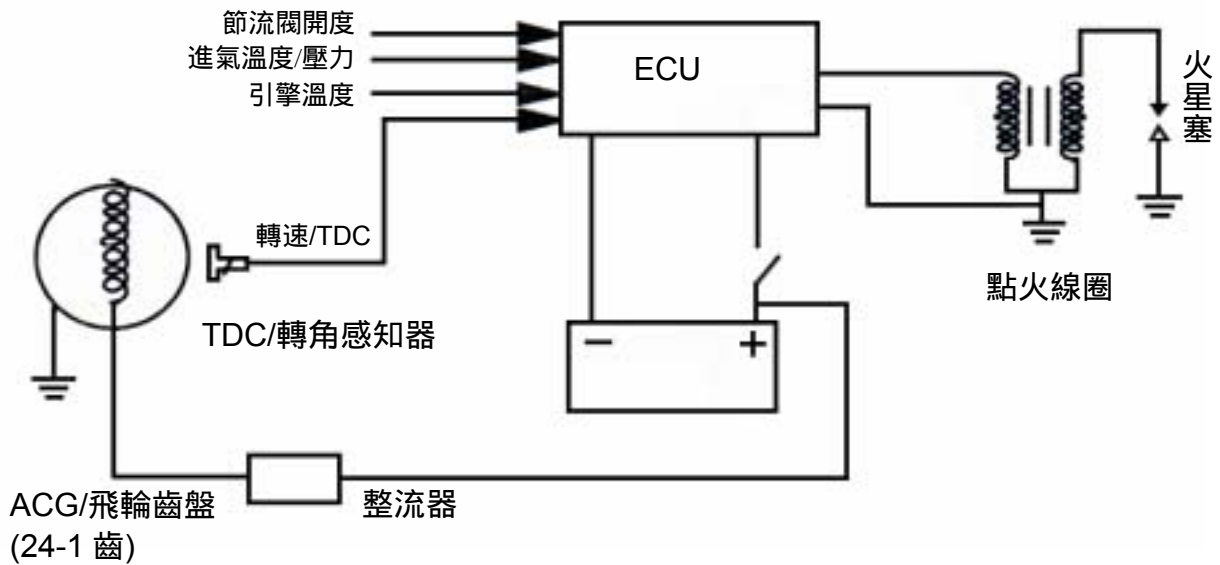 節流閥開度
進氣溫度/壓力
引擎溫度
ECU
火星塞
轉速/TDC
點火線圈
TDC/轉角感知器
− +
ACG/飛輪齒盤
(24-1 齒)
整流器